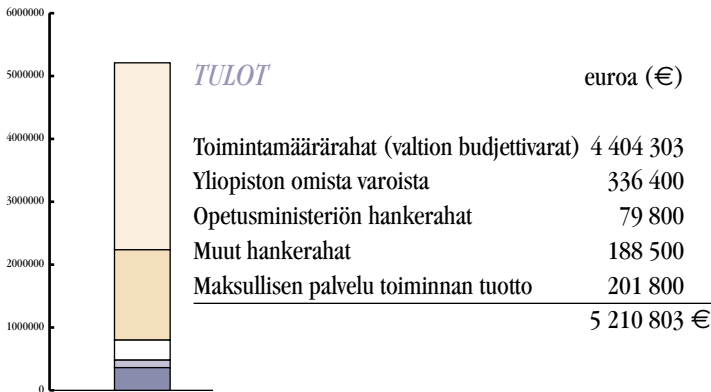 6000000
5000000
4000000
3000000
2000000
1000000
0
TULOT euroa (€)
Toimintamäärärahat (valtion budjettivarat) 4 404 303
Yliopiston omista varoista 336 400
Opetusministeriön hankerahat 79 800
Muut hankerahat 188 500
Maksullisen palvelu toiminnan tuotto 201 800
5 210 803 €